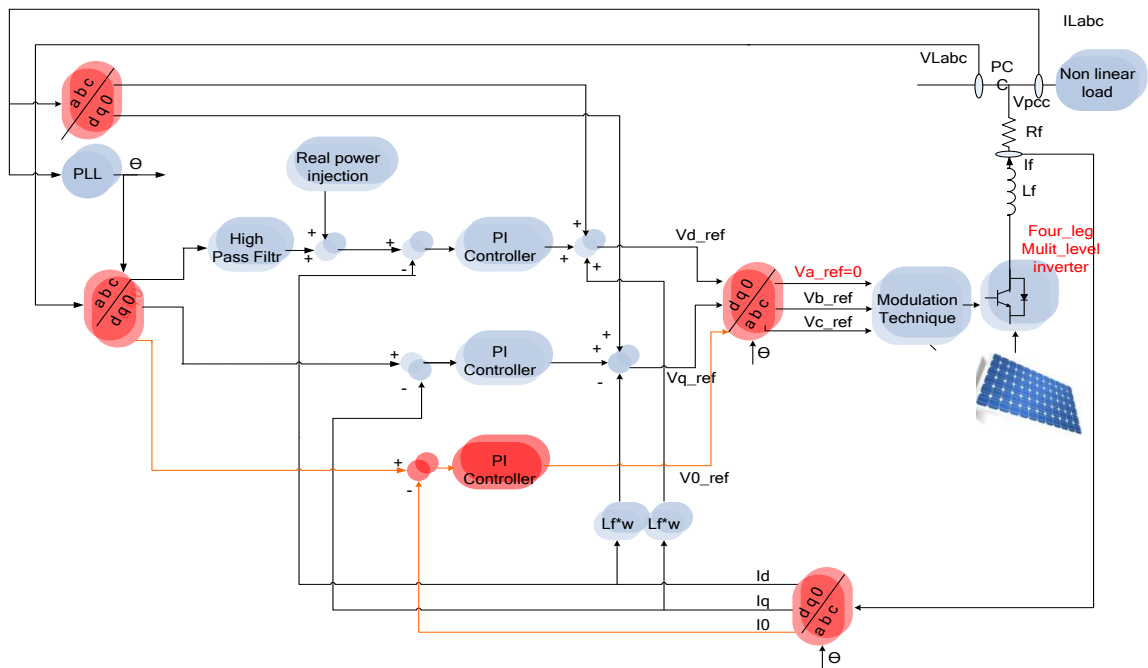 ILabc
VLabc
PC
C
Non linear
load
Vpcc
abc
dq0
Rf
Real power
injection
If
PLL
Ө
Lf
High
Pass Filtr
+
+
+
-
PI
Controller
+
+
+
Vd_ref
Four_leg
Mulit_level
inverter
abc
dq0
dq0
abc
Va_ref=0
Vb_ref
Vc_ref
Modulation
Technique
Ө
+
-
PI
Controller
+
+
-
Vq_ref
+
-
PI
Controller
V0_ref
Lf*w
Lf*w
Id
Iq
I0
dq0
abc
Ө